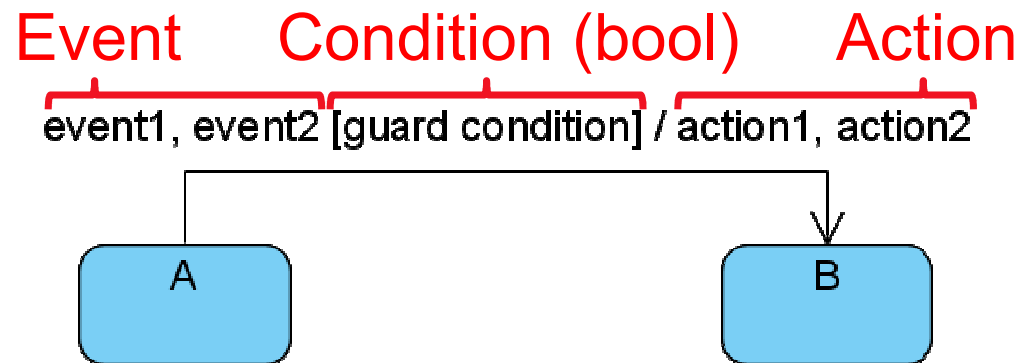 Event Condition (bool) Action
event1, event2 [guard condition] / action1, action2
A B